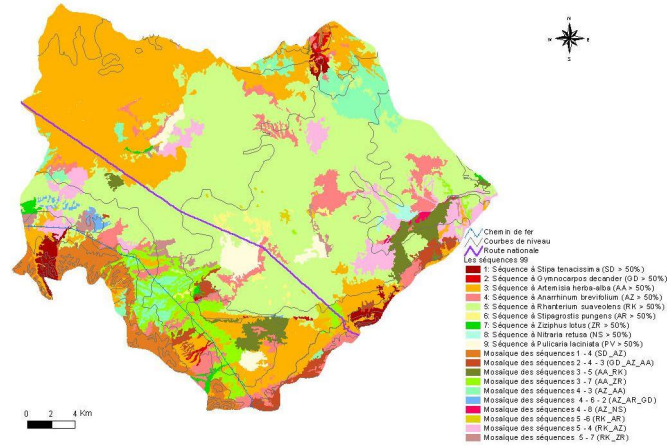 N
S
Chemin de fer
Courbes de niveau
Route nationale
Les séquences 99
1: Séquence à Stipa tenacissima (SD > 50%)
2: Séquence à Gymnocarpos decander (GD > 50%)
3: Séquence à Artemisia herba-alba (AA > 50%)
4: Séquence à Anarrhinum brevifolium (AZ > 50%)
5: Séquence à Rhanterium suaveolens (RK > 50%)
6: Séquence à Stipagrostis pungens (AR > 50%)
7: Séquence à Ziziphus lotus (ZR > 50%)
8: Séquence à Nitraria retusa (NS > 50%)
9: Séquence à Pulicaria laciniata (PV > 50%)
Mosaïque des séquences 1 - 4 (SD_AZ)
Mosaïque des séquences 2 - 4 - 3 (GD_AZ_AA)
Mosaïque des séquences 3 - 5 (AA_RK)
Mosaïque des séquences 3 - 7 (AA_ZR)
Mosaïque des séquences 4 - 3 (AZ_AA)
Mosaïque des séquences 4 - 6 - 2 (AZ_AR_GD)
Mosaïque des séquences 4 - 8 (AZ_NS)
Mosaïque des séquences 5 -6 (RK_AR)
Mosaïque des séquences 5 - 4 (RK_AZ)
Mosaïque des séquences 5 - 7 (RK_ZR)
4 0 4 Km